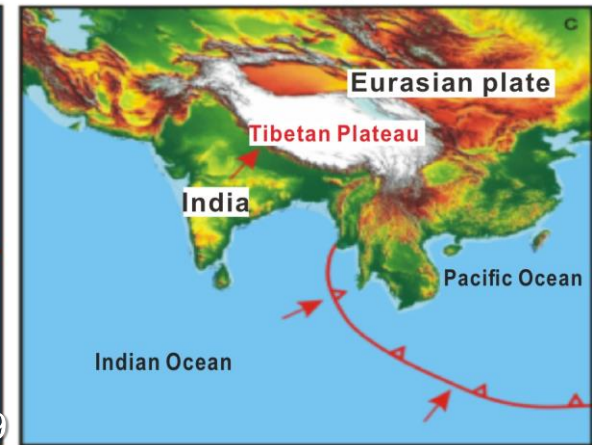 C
Eurasian plate
Tibetan Plateau
India
Pacific Ocean
Indian Ocean